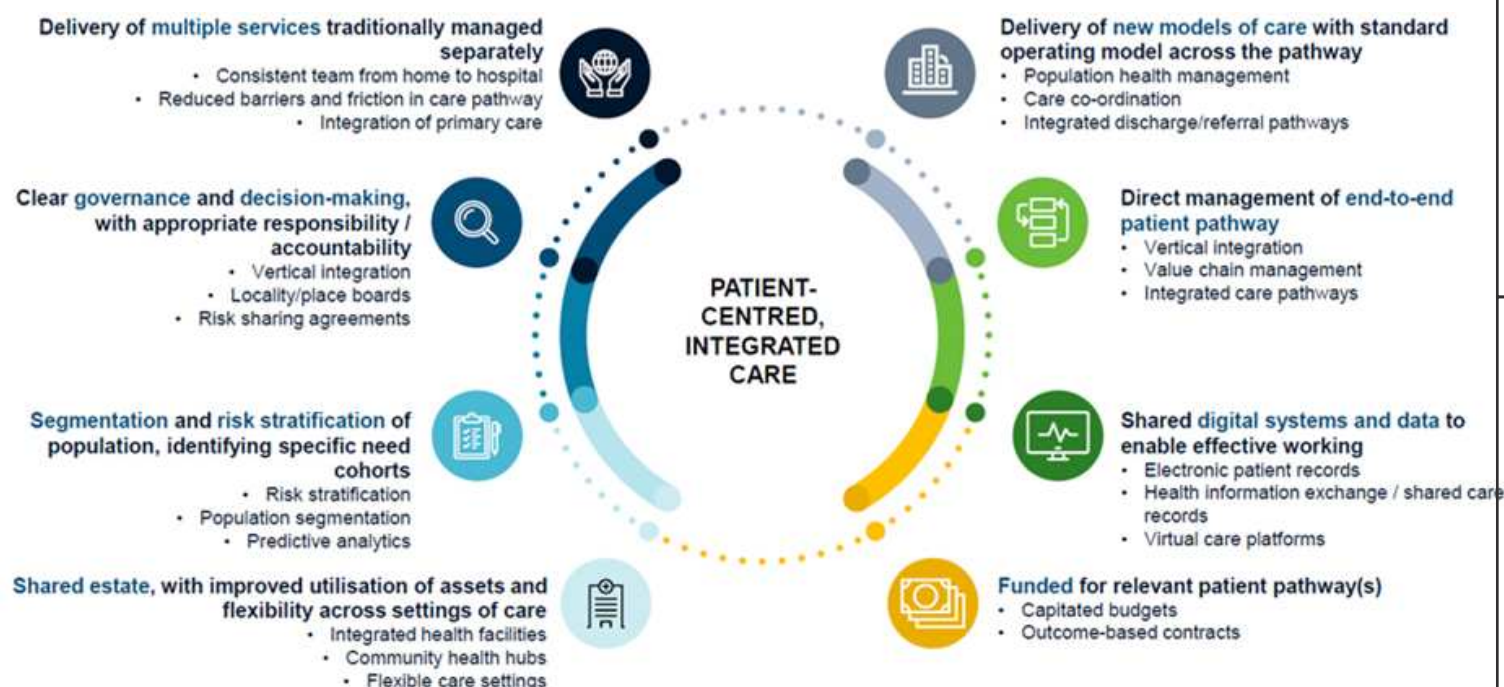 Delivery of multiple services traditionally managed
separately
• Consistent team from home to hospital
• Reduced barriers and friction in care pathway
• Integration of primary care
Clear governance and decision-making,
with appropriate responsibility /
accountability
• Vertical integration
• Locality/place boards
• Risk sharing agreements
Segmentation and risk stratification of
population, identifying specific need
cohorts
• Risk stratification
• Population segmentation
• Predictive analytics
Shared estate, with improved utilisation of assets and
flexibility across settings of care
• Integrated health facilities
• Community health hubs
• Flexible care settings
PATIENT-
CENTRED,
INTEGRATED
CARE
Delivery of new models of care with standard
operating model across the pathway
• Population health management
• Care co-ordination
• Integrated discharge/referral pathways
Direct management of end-to-end
patient pathway
• Vertical integration
• Value chain management
• Integrated care pathways
Shared digital systems and data to
enable effective working
• Electronic patient records
• Health information exchange / shared care
records
• Virtual care platforms
Funded for relevant patient pathway(s)
• Capitated budgets
• Outcome-based contracts